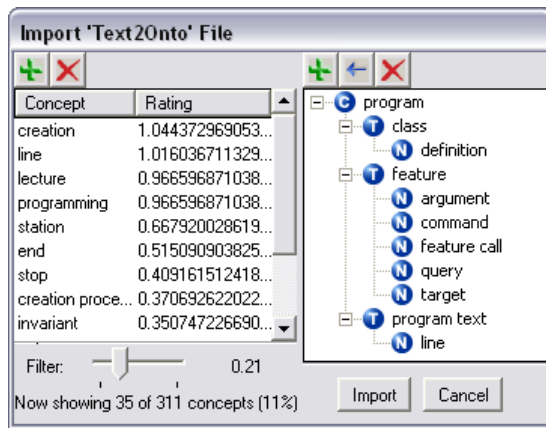 Import 'Text2Onto' File
Concept Rating
creation 1.044372969053...
line 1.016036711329...
lecture 0.966596871038...
programming 0.966596871038...
station 0.667920028619...
end 0.515090903825...
stop 0.409161512418...
creation proce... 0.370692622022...
invariant 0.350747226690...
Filter: 0.21
Now showing 35 of 311 concepts (11%)
C program
T class
N definition
T feature
N argument
N command
N feature call
N query
N target
T program text
N line
Import Cancel